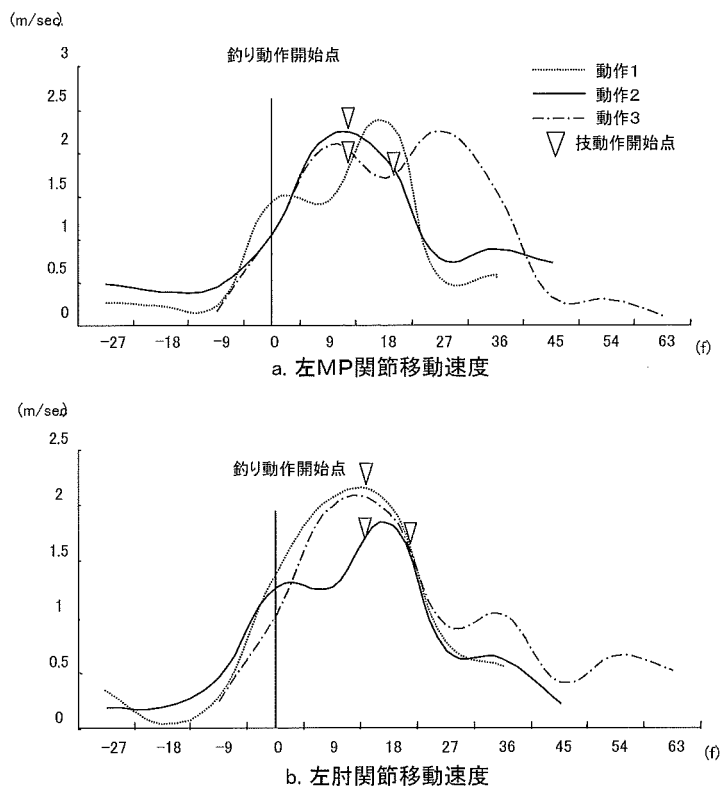 (m/sec)
3
2.5
2
1.5
1
0.5
0
釣り動作開始点
動作1
動作2
動作3
技動作開始点
-27 -18 -9 0 9 18 27 36 45 54 63 (f)
a. 左MP関節移動速度
(m/sec)
2.5
2
1.5
1
0.5
0
釣り動作開始点
-27 -18 -9 0 9 18 27 36 45 54 63 (f)
b. 左肘関節移動速度